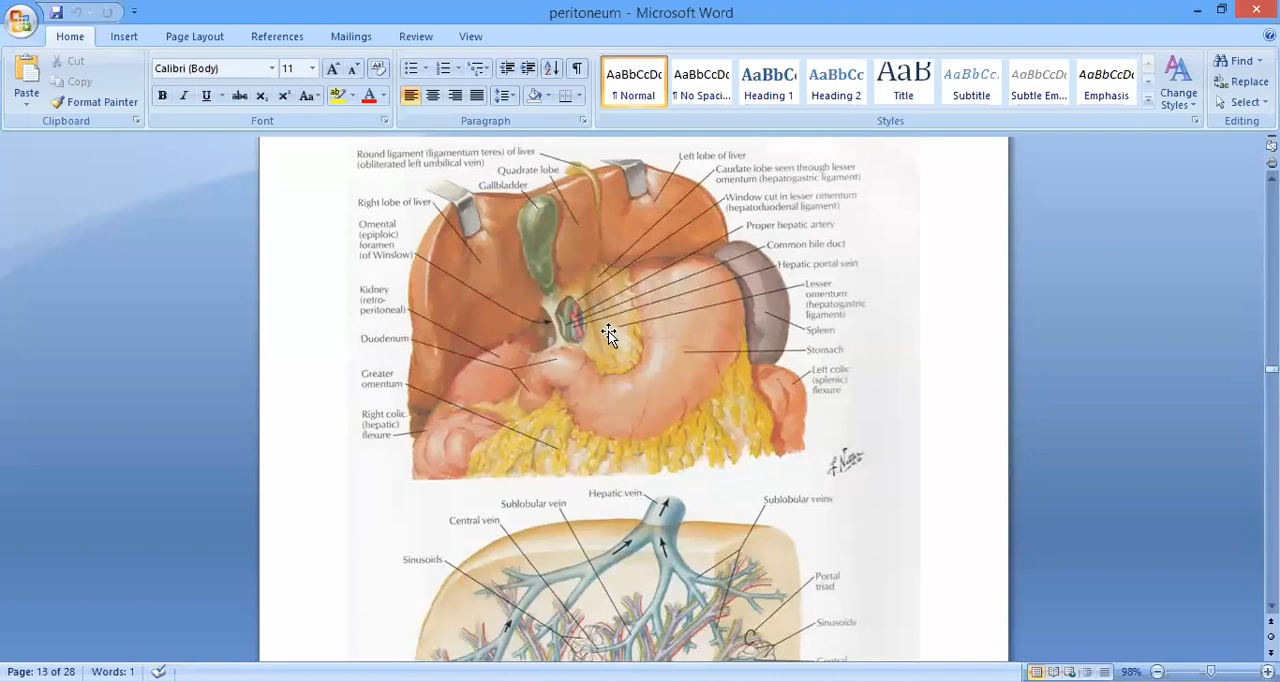 peritoneum - Microsoft Word
Home Insert Page Layout References Mailings Review View
Paste
Cut
Copy
Format Painter
Clipboard
Calibri (Body) 11
Font
Paragraph
AaBbCcDc AaBbCcDc AaBbC AaBbCc AaB AaBbCc. AaBbCcDc AaBbCcDc
¶ Normal ¶ No Spaci... Heading 1 Heading 2 Title Subtitle Subtle Em... Emphasis
Change
Styles
Styles
Find
Replace
Select
Editing
Round ligament (ligamentum teres) of liver
(obliterated left umbilical vein)
Quadrate lobe
Gallbladder
Right lobe of liver
Omental
(epiploic)
foramen
(of Winslow)
Kidney
(retro-
peritoneal)
Duodenum
Greater
omentum
Right colic
(hepatic)
flexure
Left lobe of liver
Caudate lobe seen through lesser
omentum (hepatogastric ligament)
Window cut in lesser omentum
(hepatoduodenal ligament)
Proper hepatic artery
Common bile duct
Hepatic portal vein
Lesser
omentum
(hepatogastric
ligament)
Spleen
Stomach
Left colic
(splenic)
flexure
Hepatic vein
Sublobular vein
Central vein
Sinusoids
Sublobular veins
Portal
triad
Sinusoids
Central
Page: 13 of 28 Words: 1 98%